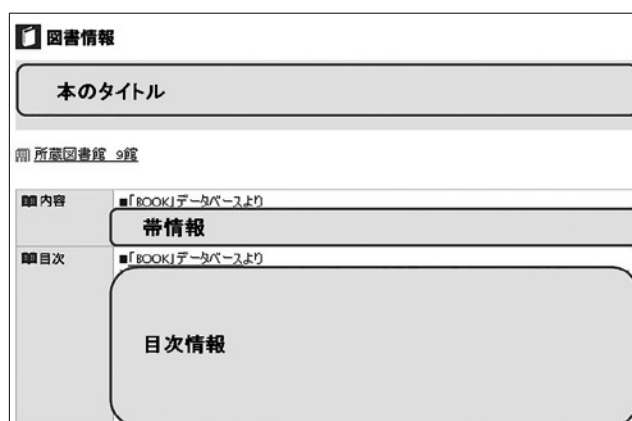 図書情報
本のタイトル
所蔵図書館 9館
内容
■「BOOK」データベースより
帯情報
目次
■「BOOK」データベースより
目次情報